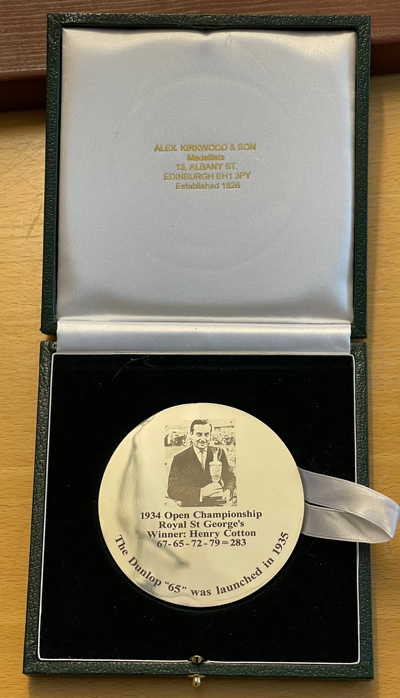 ALEX. KIRKWOOD & SON
Medallists
13, ALBANY ST.
EDINBURGH EH1 3PY
Established 1826
1934 Open Championship
Royal St George's
Winner: Henry Cotton
67-65-72-79=283
The Dunlop "65" was launched in 1935